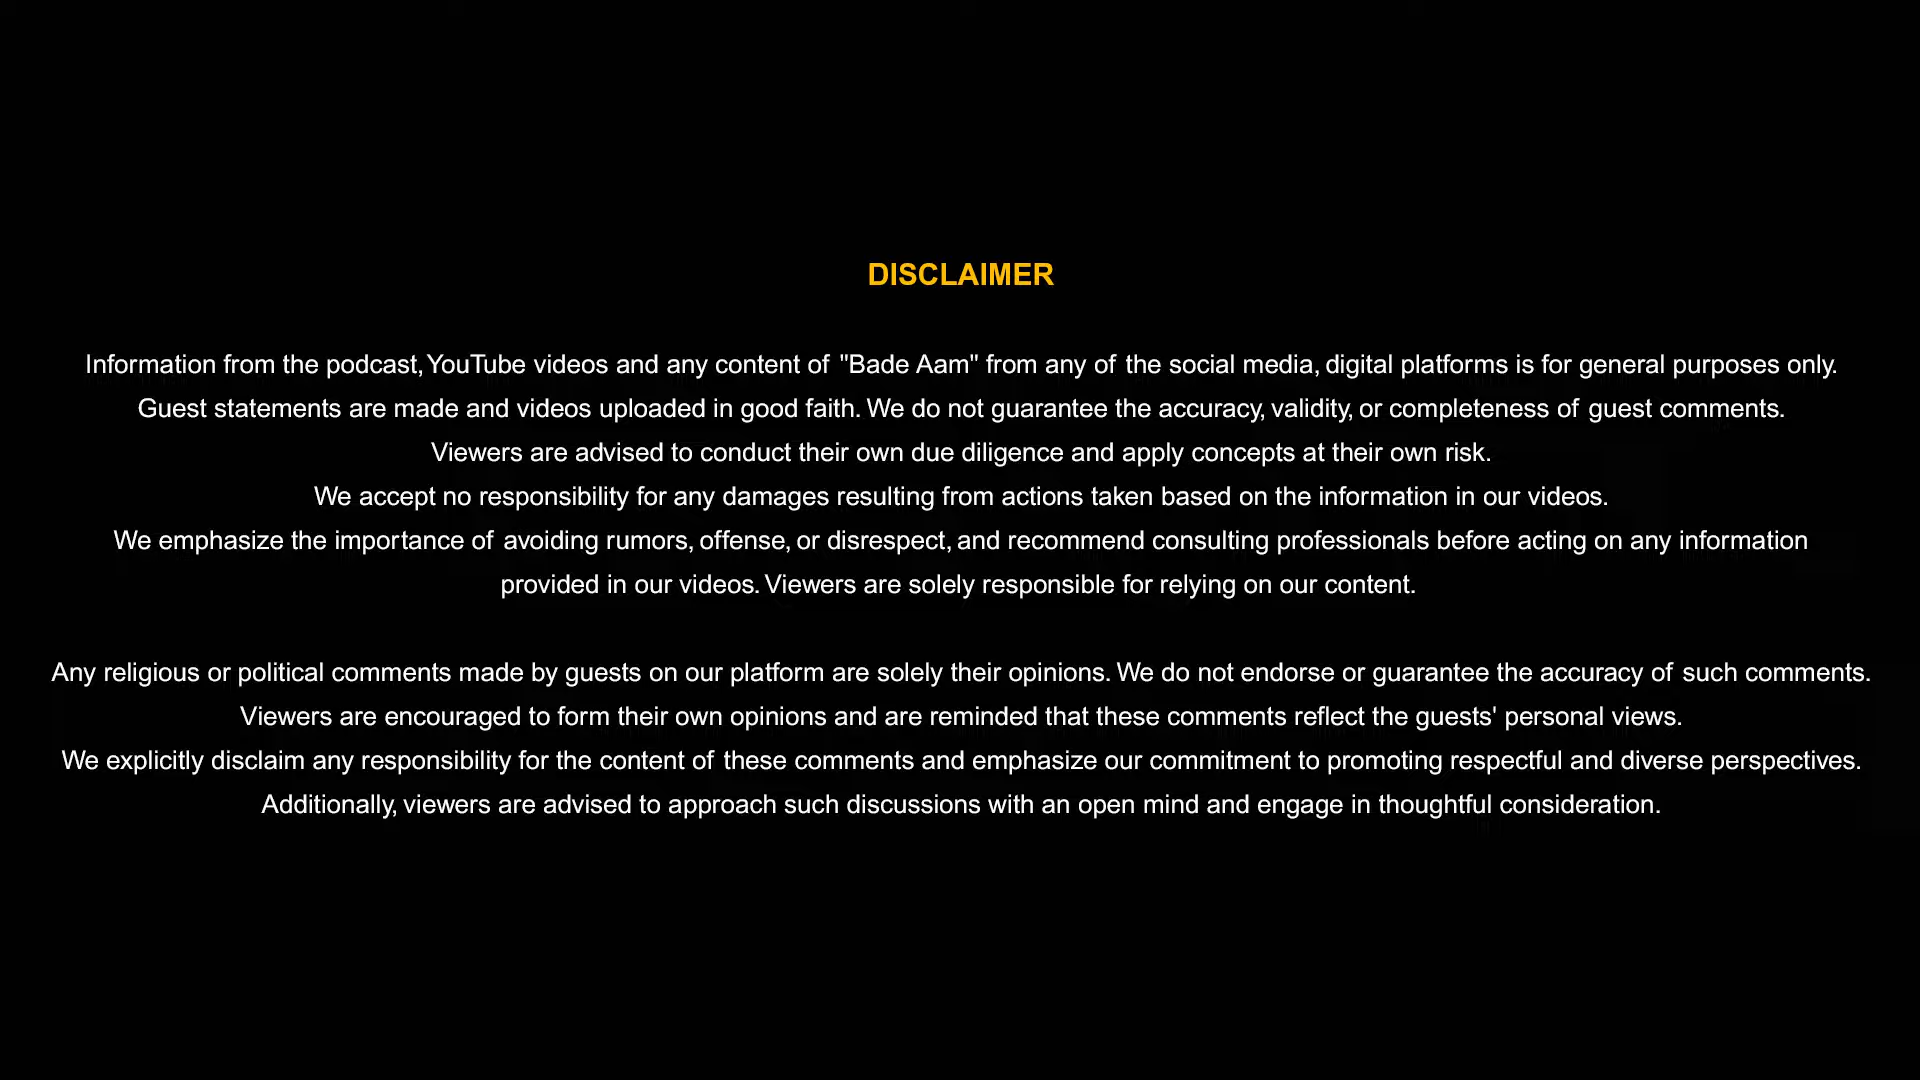 DISCLAIMER
Information from the podcast, YouTube videos and any content of "Bade Aam" from any of the social media, digital platforms is for general purposes only.
Guest statements are made and videos uploaded in good faith. We do not guarantee the accuracy, validity, or completeness of guest comments.
Viewers are advised to conduct their own due diligence and apply concepts at their own risk.
We accept no responsibility for any damages resulting from actions taken based on the information in our videos.
We emphasize the importance of avoiding rumors, offense, or disrespect, and recommend consulting professionals before acting on any information
provided in our videos. Viewers are solely responsible for relying on our content.
Any religious or political comments made by guests on our platform are solely their opinions. We do not endorse or guarantee the accuracy of such comments.
Viewers are encouraged to form their own opinions and are reminded that these comments reflect the guests' personal views.
We explicitly disclaim any responsibility for the content of these comments and emphasize our commitment to promoting respectful and diverse perspectives.
Additionally, viewers are advised to approach such discussions with an open mind and engage in thoughtful consideration.